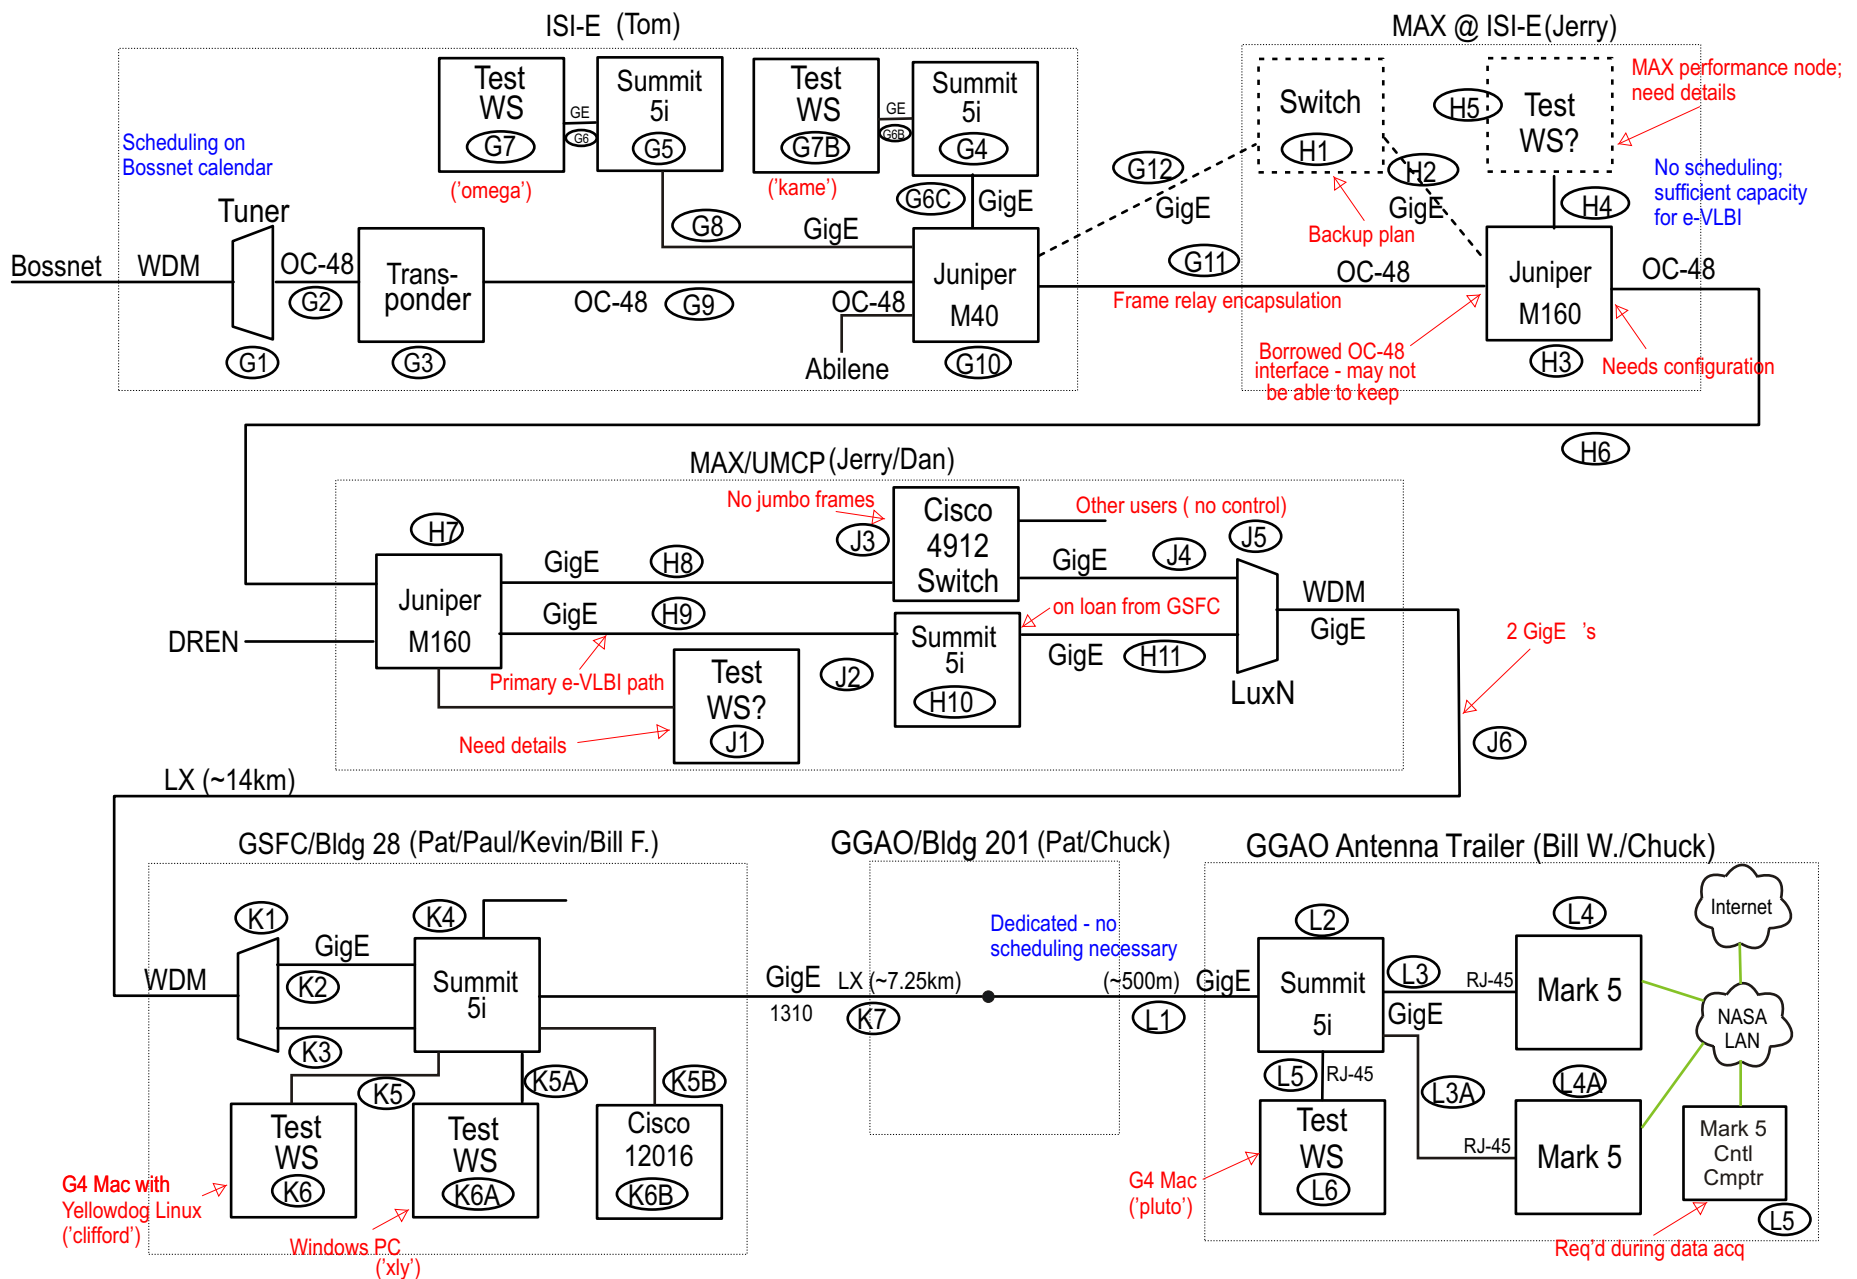 ISI-E (Tom)
MAX @ ISI-E (Jerry)
Scheduling on
Bossnet calendar
Test
WS
G7
('omega')
GE
G6
Summit
5i
G5
Test
WS
G7B
('kame')
GE
G6B
Summit
5i
G4
G6C
GigE
G8
GigE
Bossnet
WDM
Tuner
G1
OC-48
G2
Trans-
ponder
G3
OC-48
G9
OC-48
Abilene
Juniper
M40
G10
G12
GigE
G11
Frame relay encapsulation
OC-48
Switch
H1
Backup plan
H2
GigE
H5
Test
WS?
MAX performance node;
need details
H4
No scheduling;
sufficient capacity
for e-VLBI
Juniper
M160
H3
OC-48
Borrowed OC-48
interface - may not
be able to keep
Needs configuration
H6
MAX/UMCP (Jerry/Dan)
H7
Juniper
M160
DREN
GigE
H8
GigE
H9
Primary e-VLBI path
No jumbo frames
J3
Cisco
4912
Switch
Other users ( no control)
GigE
J4
J5
Test
WS?
J1
Need details
J2
Summit
5i
H10
on loan from GSFC
GigE
H11
LuxN
WDM
GigE
2 GigE 's
J6
LX (~14km)
GSFC/Bldg 28 (Pat/Paul/Kevin/Bill F.)
WDM
K1
GigE
K2
K3
K4
Summit
5i
K5
K5A
K5B
Test
WS
K6
G4 Mac with
Yellowdog Linux
('clifford')
Test
WS
K6A
Windows PC
('xly')
Cisco
12016
K6B
GigE
1310
GGAO/Bldg 201 (Pat/Chuck)
Dedicated - no
scheduling necessary
LX (~7.25km)
K7
(~500m)
L1
GGAO Antenna Trailer (Bill W./Chuck)
GigE
L2
Summit
5i
L3
RJ-45
GigE
L3A
RJ-45
L4
Mark 5
L4A
Mark 5
L5
RJ-45
Test
WS
L6
G4 Mac
('pluto')
Internet
NASA
LAN
Mark 5
Cntl
Cmptr
L5
Req'd during data acq